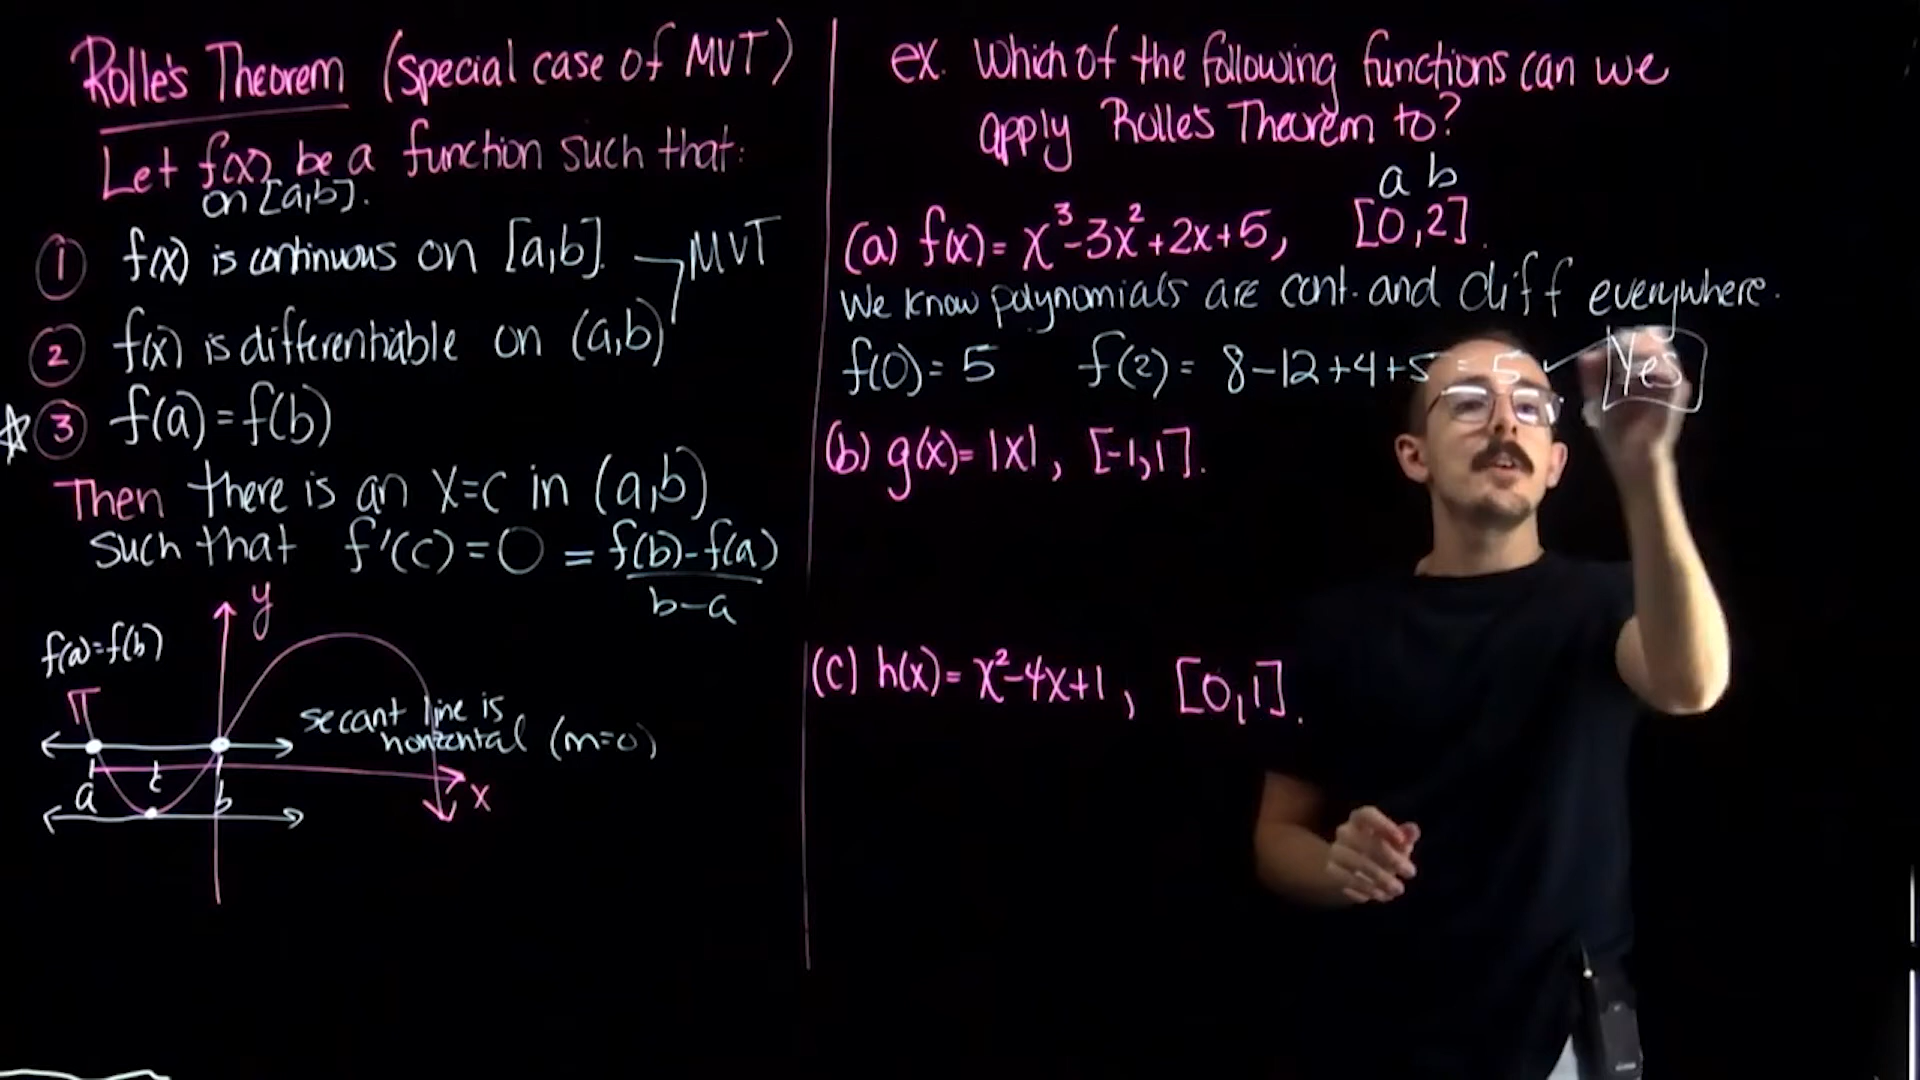 Rolle's Theorem (special case of MVT)
Let f(x) be a function such that:
on [a,b].
① f(x) is continuous on [a,b].
MVT
② f(x) is differentiable on (a,b)
☆ ③ f(a)=f(b)
Then there is an x=c in (a,b)
such that f'(c)=0 = f(b)-f(a)
b-a
y
f(a)=f(b)
secant line is
horizontal (m=0)
a c b
x
ex. Which of the following functions can we
apply Rolle's Theorem to?
a b
(a) f(x)= x³-3x²+2x+5, [0,2].
We know polynomials are cont. and diff everywhere.
f(0)= 5 f(2)= 8-12+4+5 = 5 ✓ Yes
(b) g(x)= |x|, [-1,1].
(c) h(x)= x²-4x+1, [0,1].